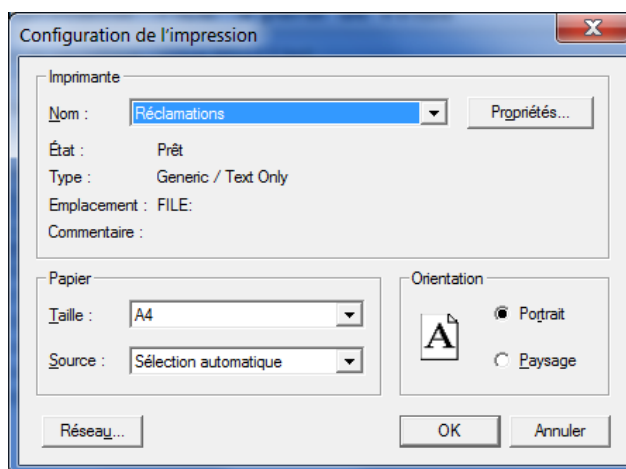 Configuration de l'impression
Imprimante
Nom :
Réclamations
Propriétés...
État :
Prêt
Type :
Generic / Text Only
Emplacement :
FILE:
Commentaire :
Papier
Taille :
A4
Source :
Sélection automatique
Orientation
A
Portrait
Paysage
Réseau...
OK
Annuler